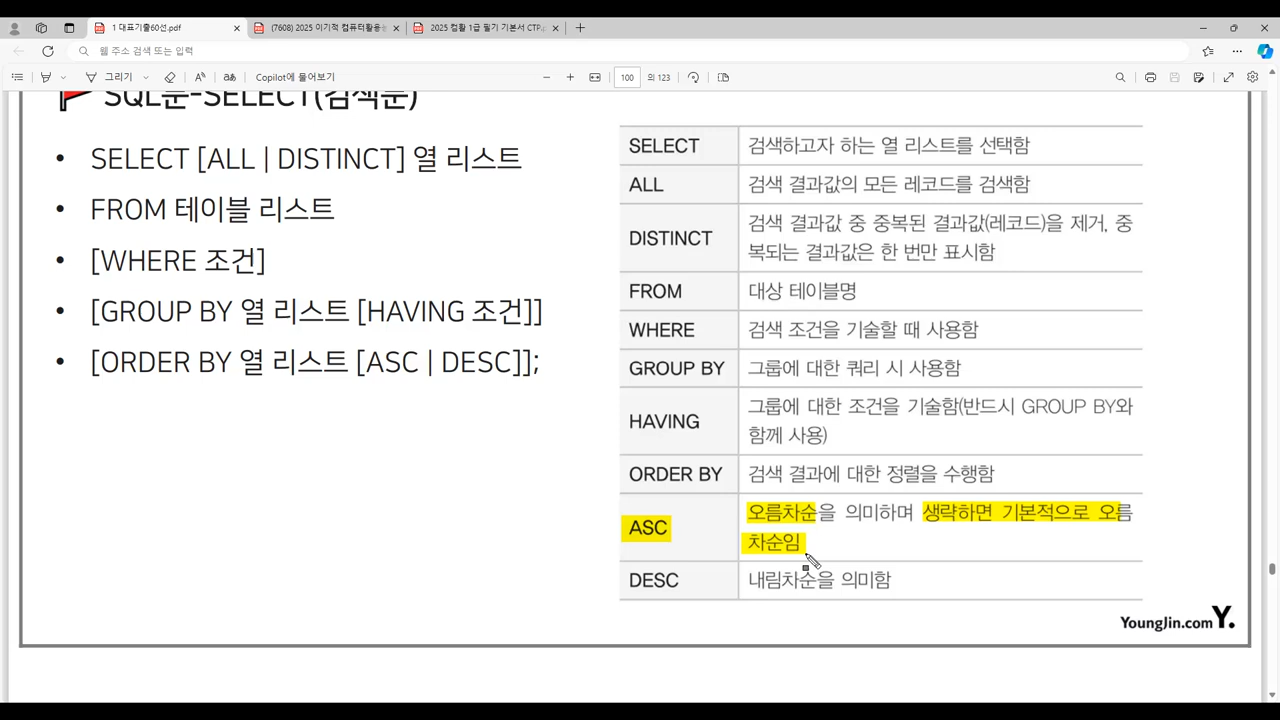 1 대표기출60선.pdf
(7608) 2025 이기적 컴퓨터활용능
2025 컴활 1급 필기 기본서 CTP.
웹 주소 검색 또는 입력
그리기
Copilot에 물어보기
100 의 123
SQL문-SELECT(검색문)
• SELECT [ALL | DISTINCT] 열 리스트
• FROM 테이블 리스트
• [WHERE 조건]
• [GROUP BY 열 리스트 [HAVING 조건]]
• [ORDER BY 열 리스트 [ASC | DESC]];
SELECT 검색하고자 하는 열 리스트를 선택함
ALL 검색 결과값의 모든 레코드를 검색함
DISTINCT 검색 결과값 중 중복된 결과값(레코드)을 제거, 중
복되는 결과값은 한 번만 표시함
FROM 대상 테이블명
WHERE 검색 조건을 기술할 때 사용함
GROUP BY 그룹에 대한 쿼리 시 사용함
HAVING 그룹에 대한 조건을 기술함(반드시 GROUP BY와
함께 사용)
ORDER BY 검색 결과에 대한 정렬을 수행함
ASC 오름차순을 의미하며 생략하면 기본적으로 오름
차순임
DESC 내림차순을 의미함
YoungJin.com Y.